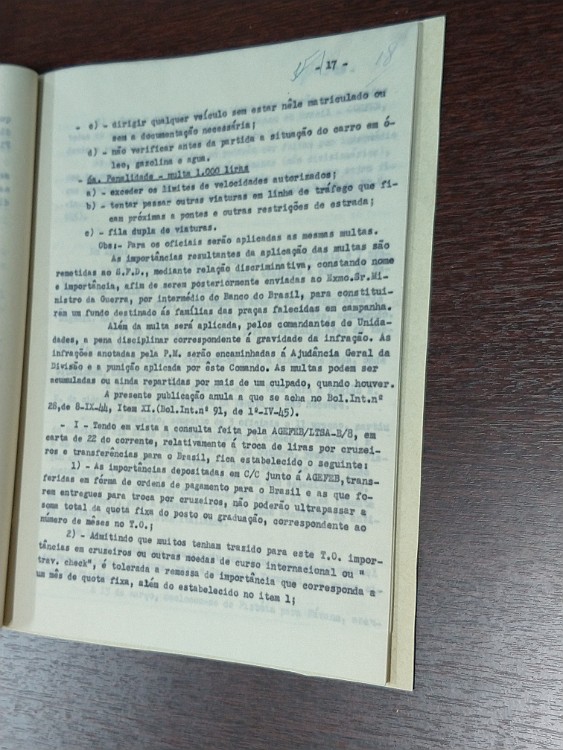 - 17 -
18
- c) - dirigir qualquer veículo sem estar nêle matriculado ou
sem a documentação necessária;
d) - não verificar antes da partida a situação do carro em ó-
leo, gasolina e agua.
- 6a. Penalidade - multa 1.000 liras
a) - exceder os limites de velocidades autorizados;
b) - tentar passar outras viaturas em linha de tráfego que fi-
cam próximas a pontes e outras restrições de estrada;
c) - fila dupla de viaturas.
Obs:- Para os oficiais serão aplicadas as mesmas multas.
As importâncias resultantes da aplicação das multas são
remetidas ao S.F.D., mediante relação discriminativa, constando nome
e importância, afim de serem posteriormente enviadas ao Exmo.Sr.Mi-
nistro da Guerra, por intermédio do Banco do Brasil, para constituí-
rem um fundo destinado ás famílias das praças falecidas em campanha.
Além da multa será aplicada, pelos comandantes de Unida-
dades, a pena disciplinar correspondente á gravidade da infração. As
infrações anotadas pela P.M. serão encaminhadas á Ajudância Geral da
Divisão e a punição aplicada por êste Comando. As multas podem ser
acumuladas ou ainda repartidas por mais de um culpado, quando houver.
A presente publicação anula a que se acha no Bol.Int.nª
28,de 8-IX-44, Item XI.(Bol.Int.nª 91, de 1ª-IV-45).
- I - Tendo em vista a consulta feita pela AGEFEB/LTSA-B/8, em
carta de 22 do corrente, relativamente á troca de liras por cruzei-
ros e transferências para o Brasil, fica estabelecido o seguinte:
1) - As importâncias depositadas em C/C junto á AGEFEB,trans-
feridas em fórma de ordens de pagamento para o Brasil e as que fo-
rem entregues para troca por cruzeiros, não poderão ultrapassar a
soma total da quota fixa do posto ou graduação, correspondente ao
número de mêses no T.O.;
2) - Admitindo que muitos tenham trazido para este T.O. impor-
tâncias em cruzeiros ou outras moedas de curso internacional ou "
trav. check", é tolerada a remessa de importância que corresponda a
um mês de quota fixa, além do estabelecido no item 1;